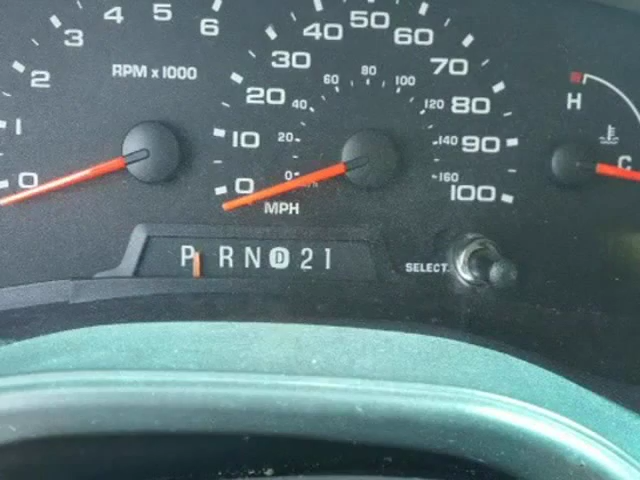 3 4 5 6
2
1
0
RPM x 1000
0 10 20 30 40 50 60 70 80 90 100
0 20 40 60 80 100 120 140 160
MPH
H
C
P R N D 2 1
SELECT